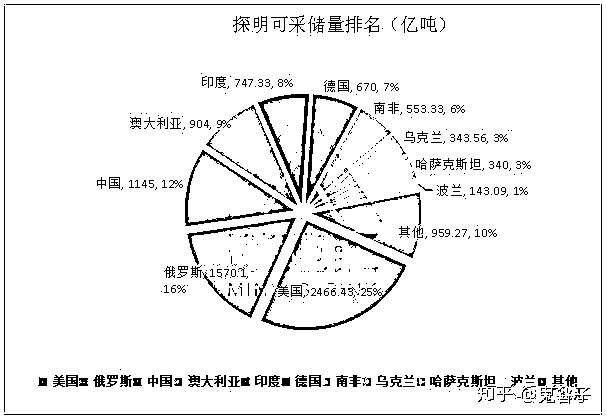 探明可采储量排名（亿吨）
印度, 747.33, 8%
德国, 670, 7%
南非, 553.33, 6%
澳大利亚, 904, 9%
乌克兰, 343.56, 3%
哈萨克斯坦, 340, 3%
中国, 1145, 12%
波兰, 143.09, 1%
其他, 959.27, 10%
俄罗斯, 1570.1,
16%
美国, 2466.43, 25%
美国 俄罗斯 中国 澳大利亚 印度 德国 南非 乌克兰 哈萨克斯坦 波兰 其他
知乎